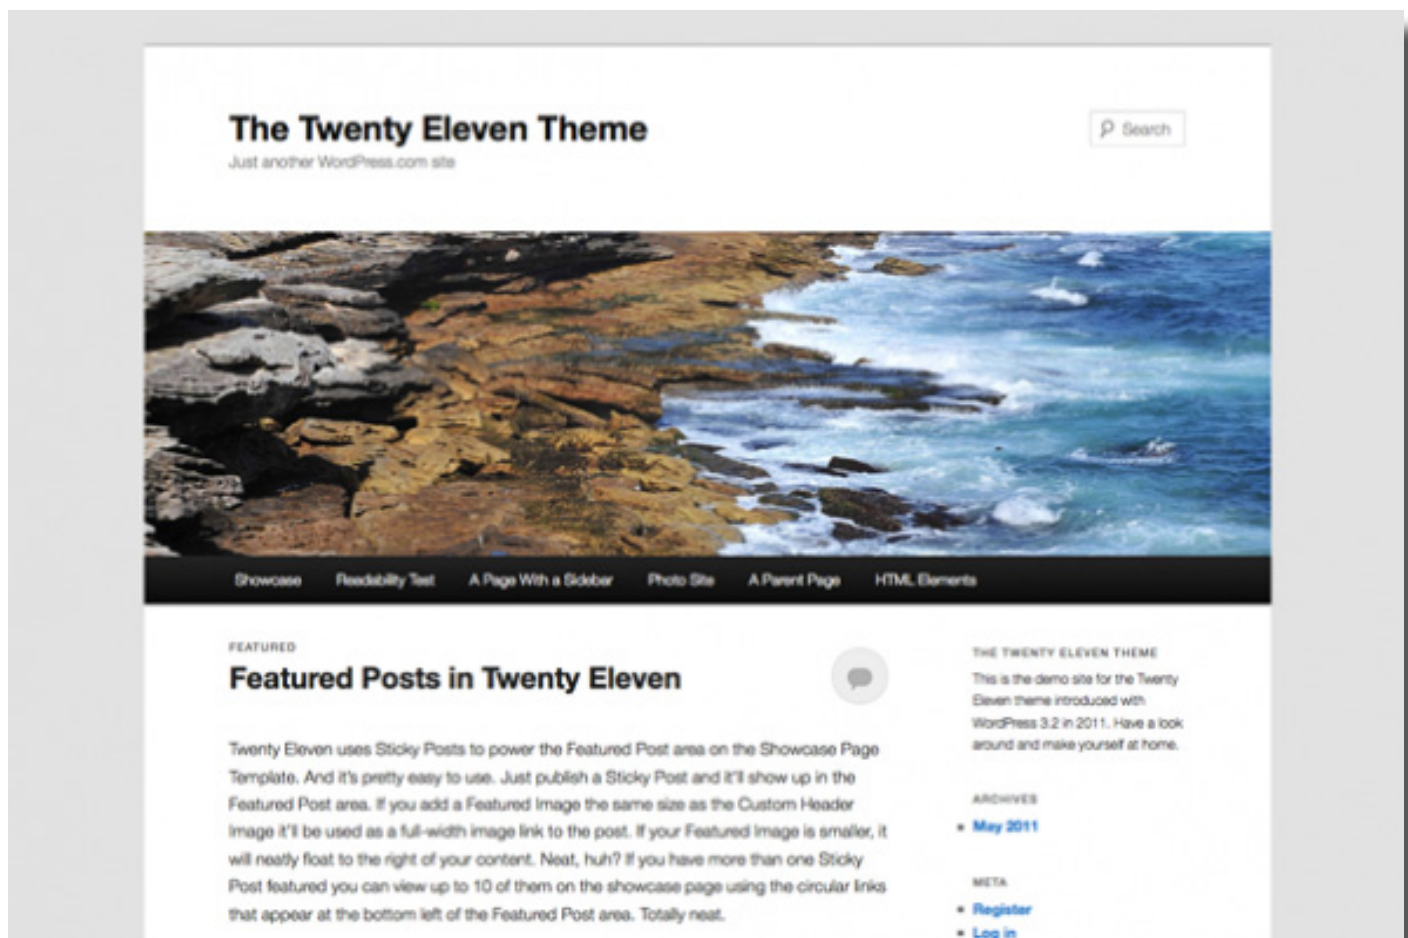 The Twenty Eleven Theme
Just another WordPress.com site
Search
Showcase Readability Test A Page With a Sidebar Photo Site A Parent Page HTML Elements
FEATURED
Featured Posts in Twenty Eleven
Twenty Eleven uses Sticky Posts to power the Featured Post area on the Showcase Page
Template. And it's pretty easy to use. Just publish a Sticky Post and it'll show up in the
Featured Post area. If you add a Featured Image the same size as the Custom Header
Image it'll be used as a full-width image link to the post. If your Featured Image is smaller, it
will neatly float to the right of your content. Neat, huh? If you have more than one Sticky
Post featured you can view up to 10 of them on the showcase page using the circular links
that appear at the bottom left of the Featured Post area. Totally neat.
THE TWENTY ELEVEN THEME
This is the demo site for the Twenty
Eleven theme introduced with
WordPress 3.2 in 2011. Have a look
around and make yourself at home.
ARCHIVES
May 2011
META
Register
Log in